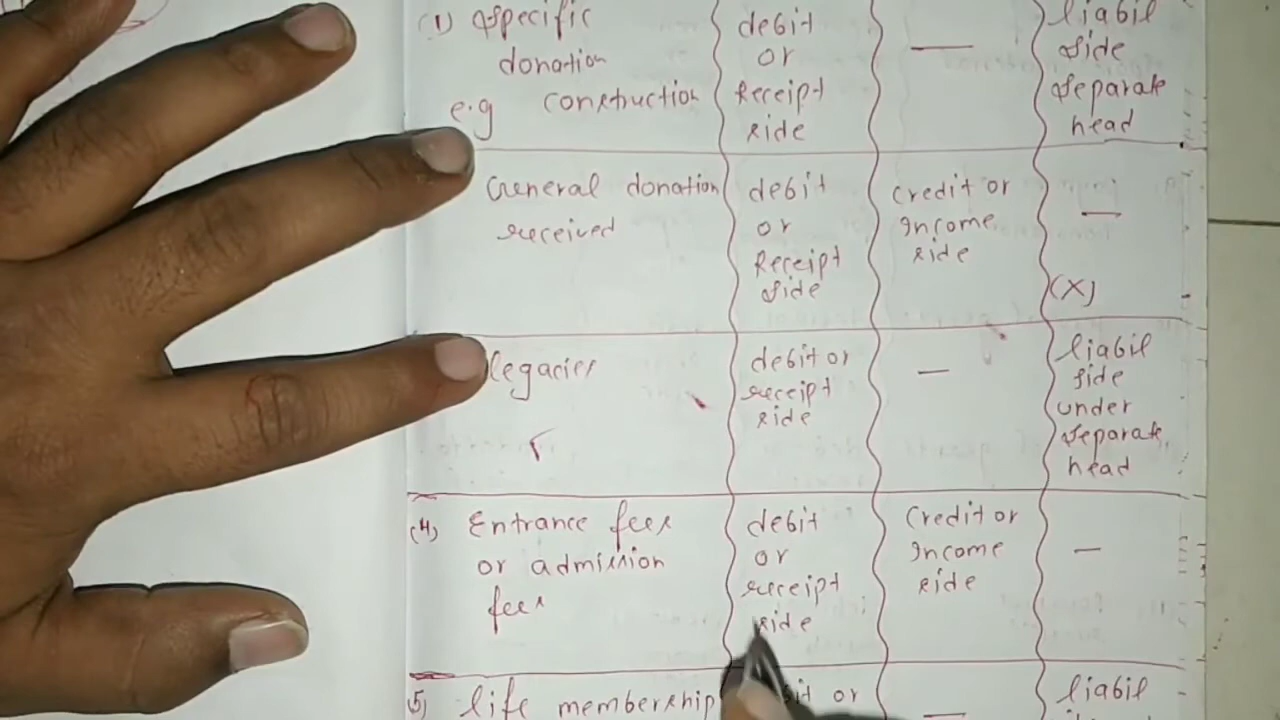 (1) specific
donation
e.g construction
debit
or
Receipt
side
—
liabil
side
separate
head
General donation
received
debit
or
Receipt
side
Credit or
Income
side
—
(X)
legacies
debit or
receipt
side
—
liabil
side
under
separate
head
(4) Entrance fees
or admission
fees
debit
or
receipt
side
Credit or
Income
side
—
5) life membership
or
—
liabil